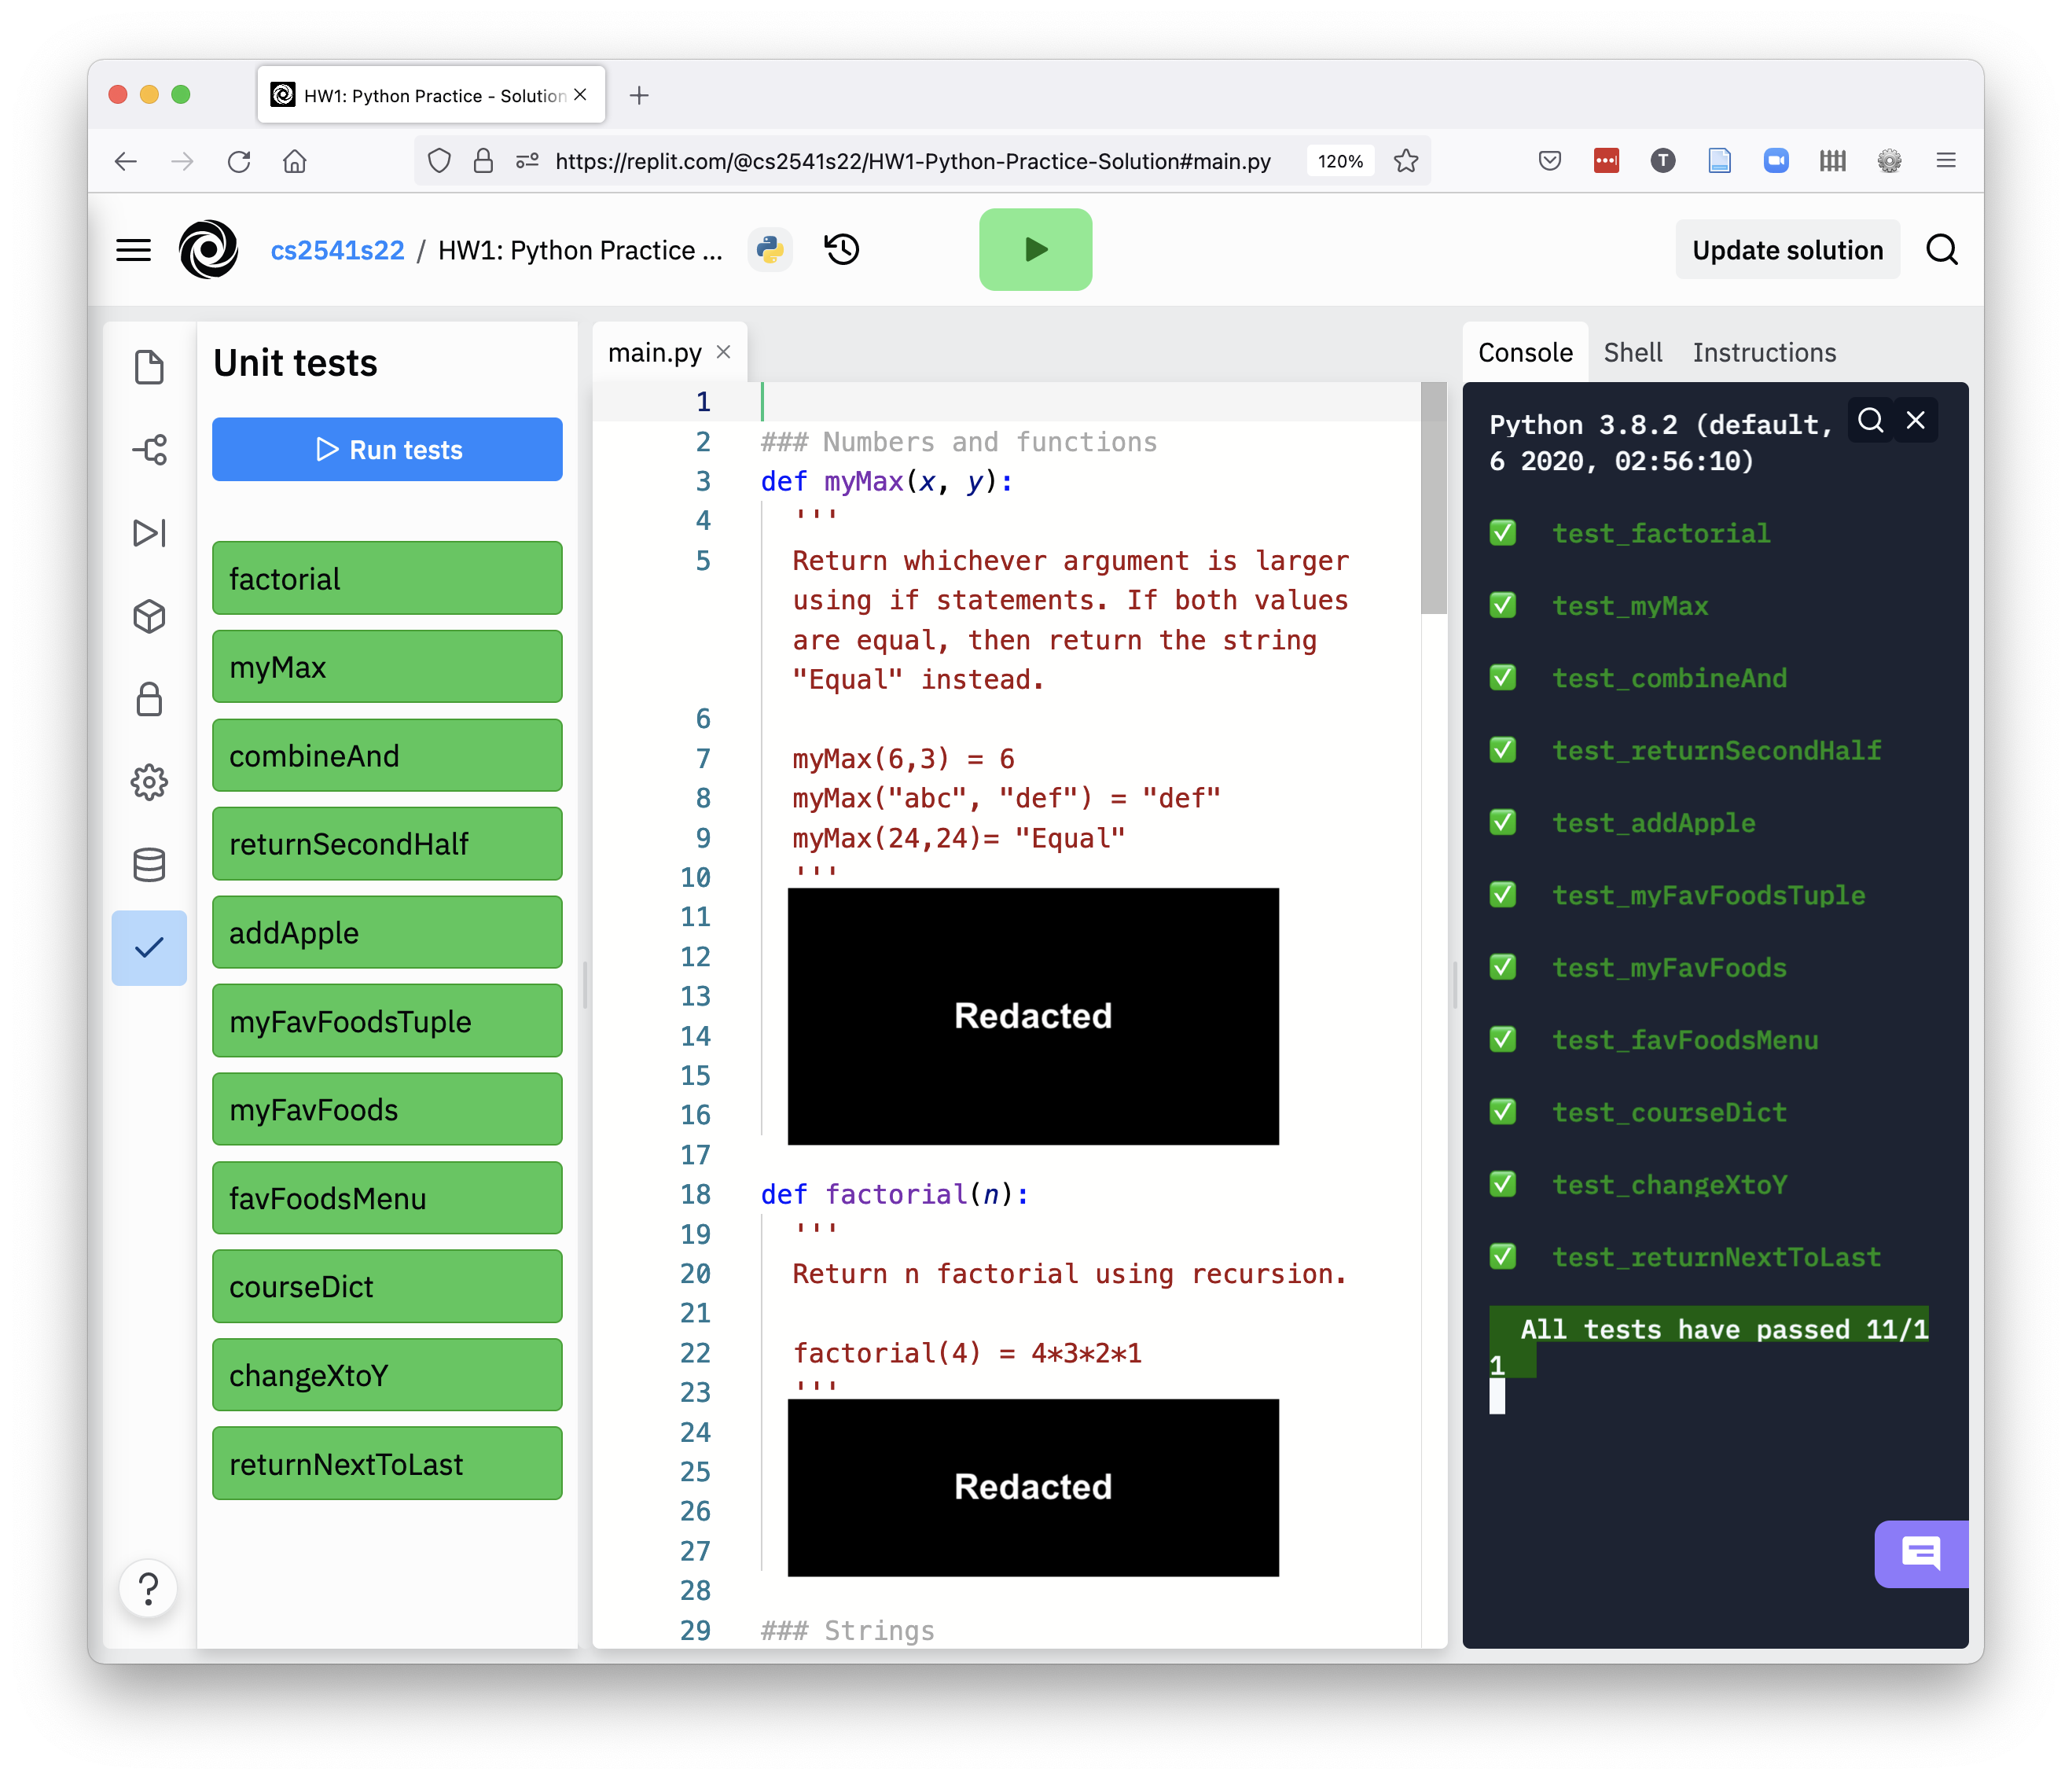 HW1: Python Practice - Solution
https://replit.com/@cs2541s22/HW1-Python-Practice-Solution#main.py
120%
T
cs2541s22 / HW1: Python Practice ...
Update solution
Unit tests
Run tests
factorial
myMax
combineAnd
returnSecondHalf
addApple
myFavFoodsTuple
myFavFoods
favFoodsMenu
courseDict
changeXtoY
returnNextToLast
?
main.py
1
2 ### Numbers and functions
3 def myMax(x, y):
4 '''
5 Return whichever argument is larger
using if statements. If both values
are equal, then return the string
"Equal" instead.
6
7 myMax(6,3) = 6
8 myMax("abc", "def") = "def"
9 myMax(24,24)= "Equal"
10 '''
11
12
13
Redacted
14
15
16
17
18 def factorial(n):
19 '''
20 Return n factorial using recursion.
21
22 factorial(4) = 4*3*2*1
23 '''
24
25
Redacted
26
27
28
29 ### Strings
Console Shell Instructions
Python 3.8.2 (default,
6 2020, 02:56:10)
✅ test_factorial
✅ test_myMax
✅ test_combineAnd
✅ test_returnSecondHalf
✅ test_addApple
✅ test_myFavFoodsTuple
✅ test_myFavFoods
✅ test_favFoodsMenu
✅ test_courseDict
✅ test_changeXtoY
✅ test_returnNextToLast
All tests have passed 11/1
1